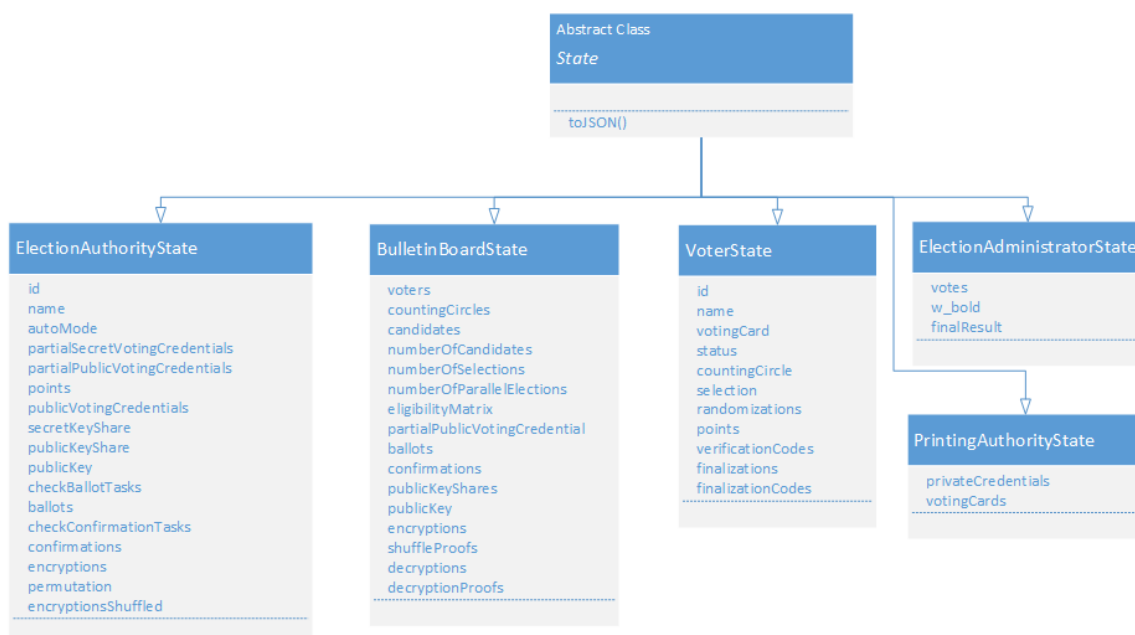 Abstract Class
State
toJSON()
ElectionAuthorityState
id
name
autoMode
partialSecretVotingCredentials
partialPublicVotingCredentials
points
publicVotingCredentials
secretKeyShare
publicKeyShare
publicKey
checkBallotTasks
ballots
checkConfirmationTasks
confirmations
encryptions
permutation
encryptionsShuffled
BulletinBoardState
voters
countingCircles
candidates
numberOfCandidates
numberOfSelections
numberOfParallelElections
eligibilityMatrix
partialPublicVotingCredential
ballots
confirmations
publicKeyShares
publicKey
encryptions
shuffleProofs
decryptions
decryptionProofs
VoterState
id
name
votingCard
status
countingCircle
selection
randomizations
points
verificationCodes
finalizations
finalizationCodes
ElectionAdministratorState
votes
w_bold
finalResult
PrintingAuthorityState
privateCredentials
votingCards